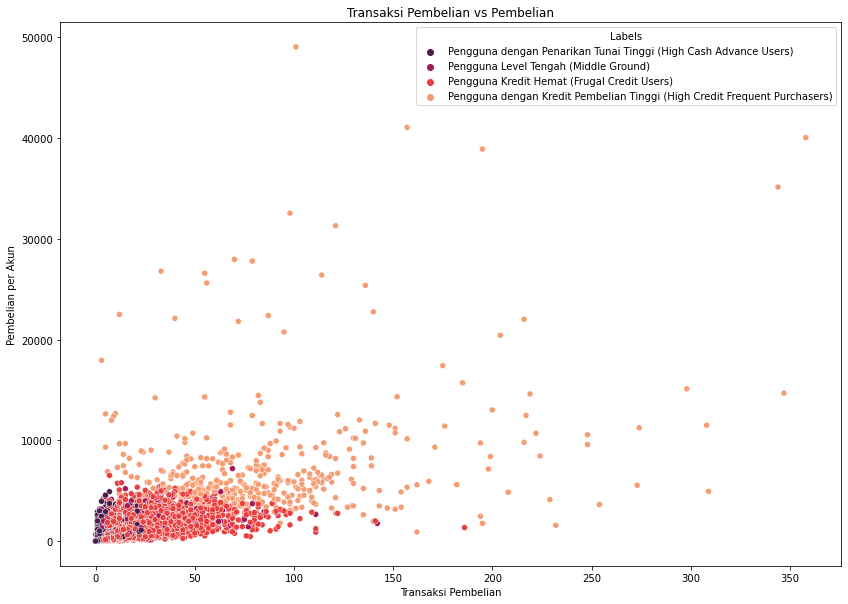 Transaksi Pembelian vs Pembelian
Labels
Pengguna dengan Penarikan Tunai Tinggi (High Cash Advance Users)
Pengguna Level Tengah (Middle Ground)
Pengguna Kredit Hemat (Frugal Credit Users)
Pengguna dengan Kredit Pembelian Tinggi (High Credit Frequent Purchasers)
50000
40000
30000
20000
10000
0
Pembelian per Akun
0 50 100 150 200 250 300 350
Transaksi Pembelian